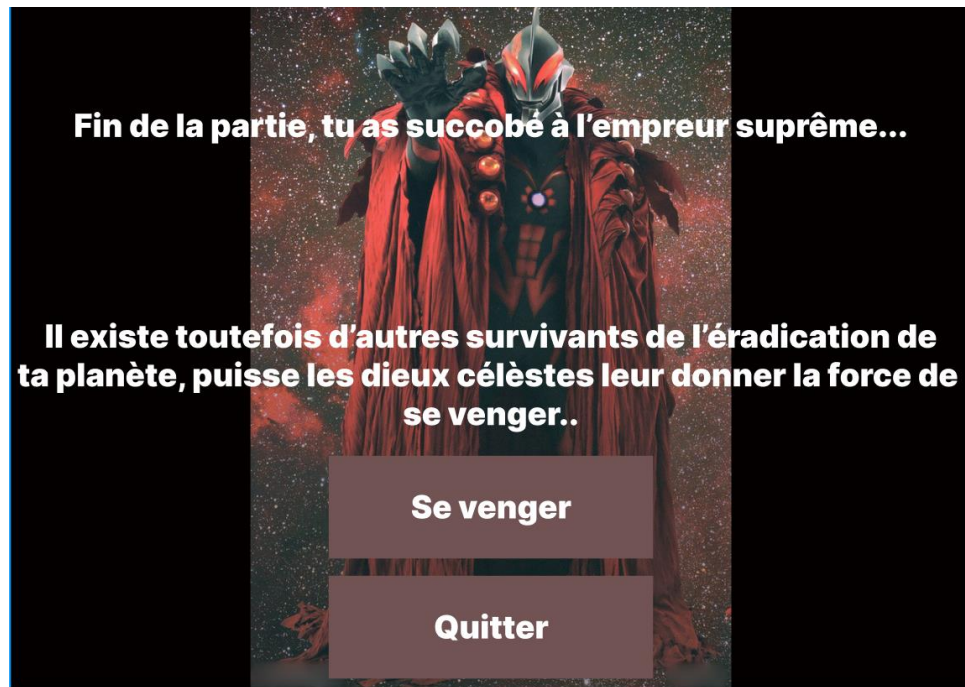 Fin de la partie, tu as succobé à l’empreur suprême...
Il existe toutefois d’autres survivants de l’éradication de
ta planète, puisse les dieux célèstes leur donner la force de
se venger..
Se venger
Quitter